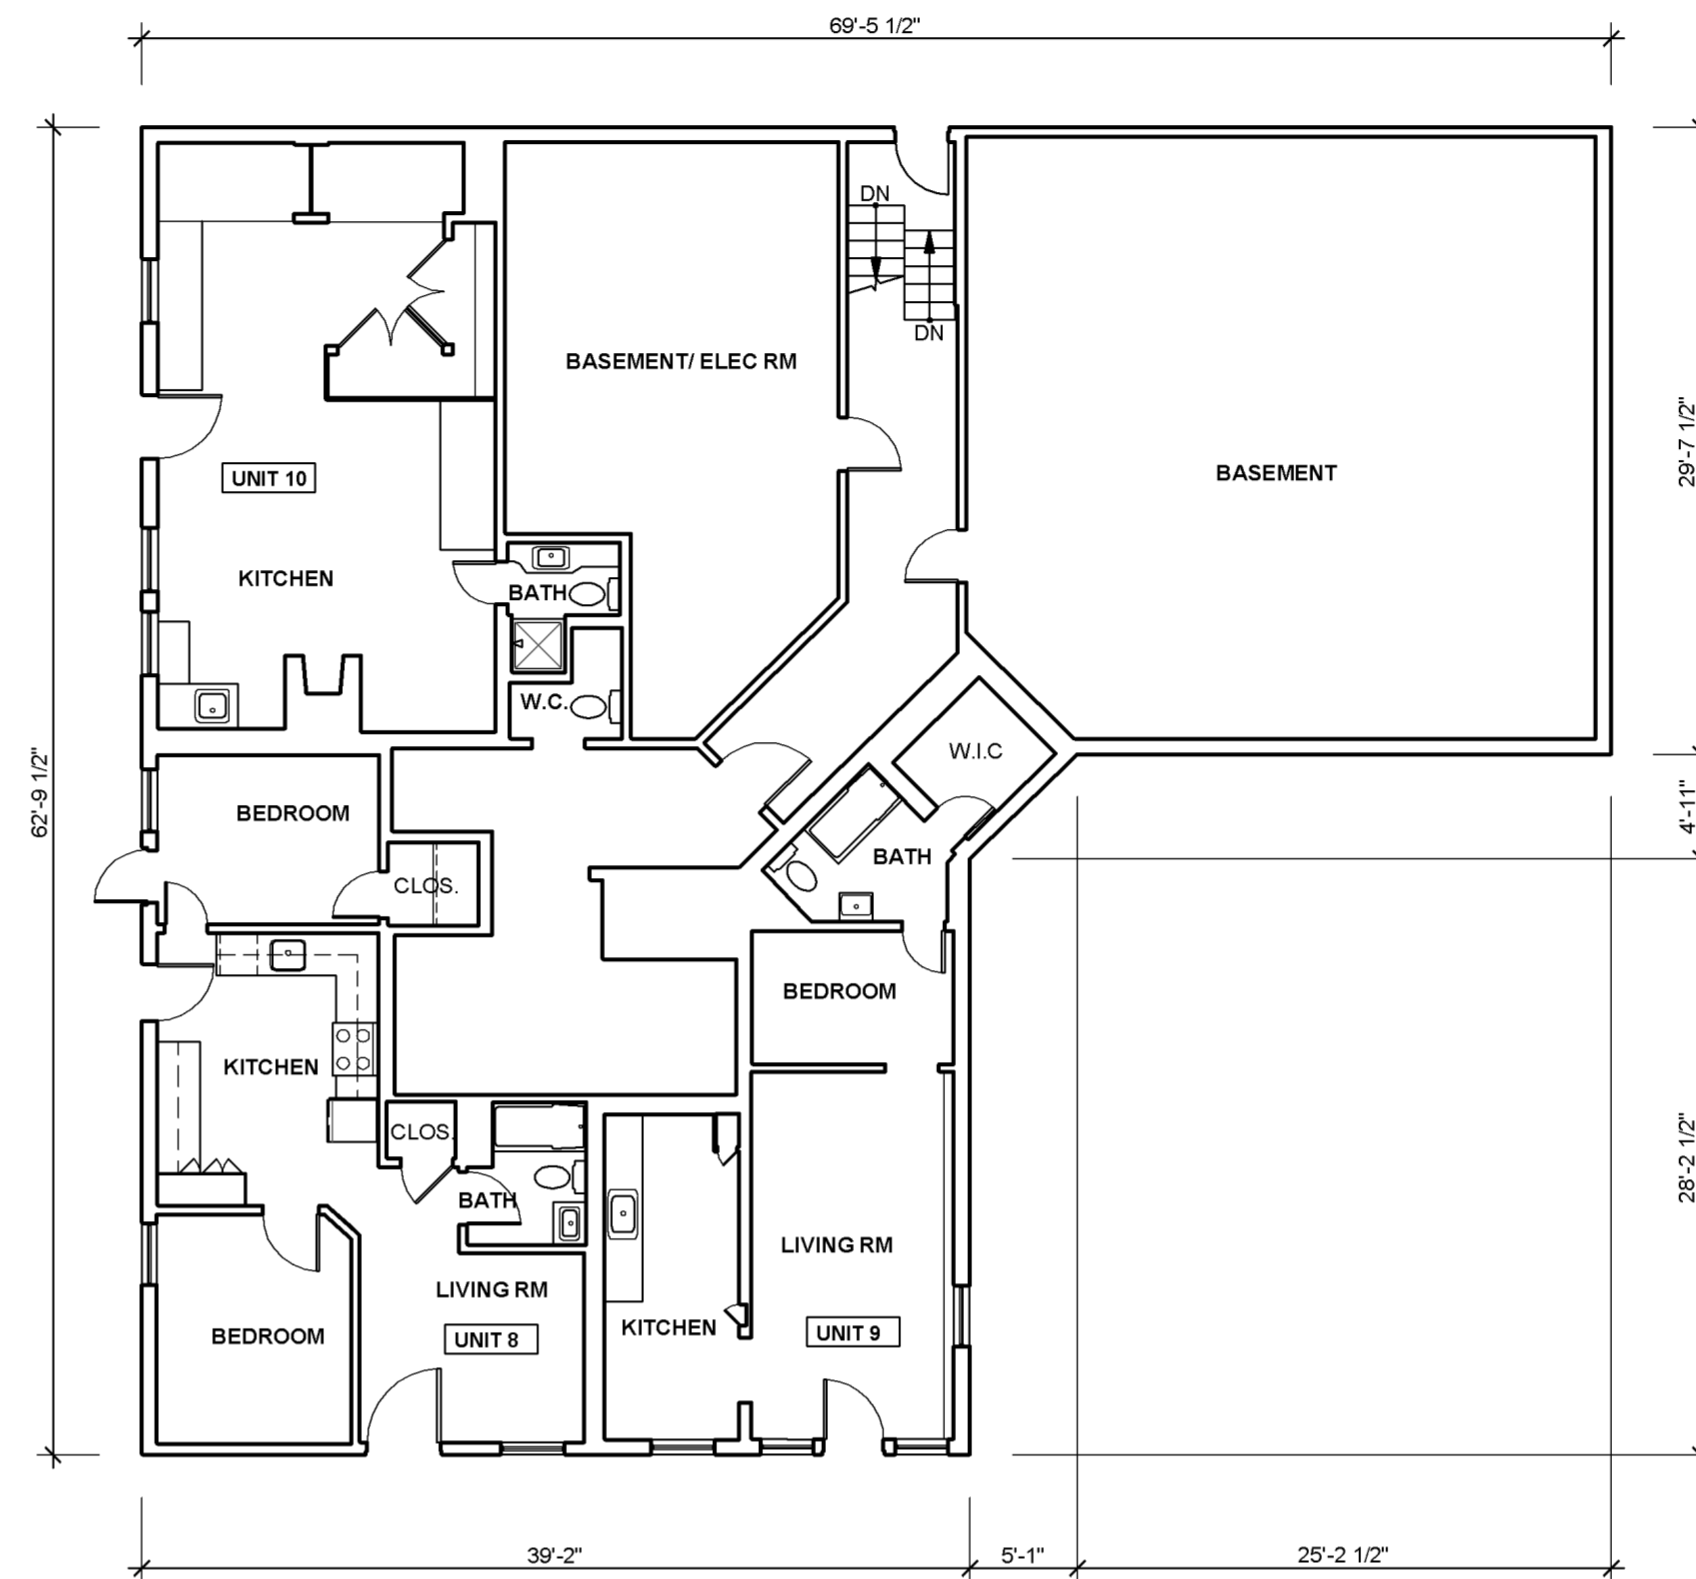 69'-5 1/2"
DN
DN
BASEMENT/ ELEC RM
BASEMENT
29'-7 1/2"
UNIT 10
KITCHEN
BATH
W.C.
W.I.C
62'-9 1/2"
BEDROOM
4'-11"
BATH
CLOS.
BEDROOM
KITCHEN
CLOS.
28'-2 1/2"
BATH
LIVING RM
LIVING RM
BEDROOM
UNIT 8
KITCHEN
UNIT 9
39'-2"
5'-1"
25'-2 1/2"